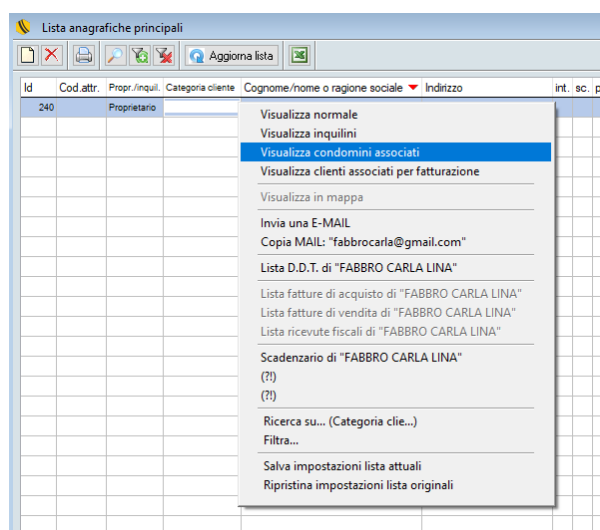 Lista anagrafiche principali
Aggiorna lista
Id Cod.attr. Propr./inquil. Categoria cliente Cognome/nome o ragione sociale Indirizzo int. sc. p
240 Proprietario
Visualizza normale
Visualizza inquilini
Visualizza condomini associati
Visualizza clienti associati per fatturazione
Visualizza in mappa
Invia una E-MAIL
Copia MAIL: "fabbrocarla@gmail.com"
Lista D.D.T. di "FABBRO CARLA LINA"
Lista fatture di acquisto di "FABBRO CARLA LINA"
Lista fatture di vendita di "FABBRO CARLA LINA"
Lista ricevute fiscali di "FABBRO CARLA LINA"
Scadenzario di "FABBRO CARLA LINA"
(?!)
(?!)
Ricerca su... (Categoria clie...)
Filtra...
Salva impostazioni lista attuali
Ripristina impostazioni lista originali